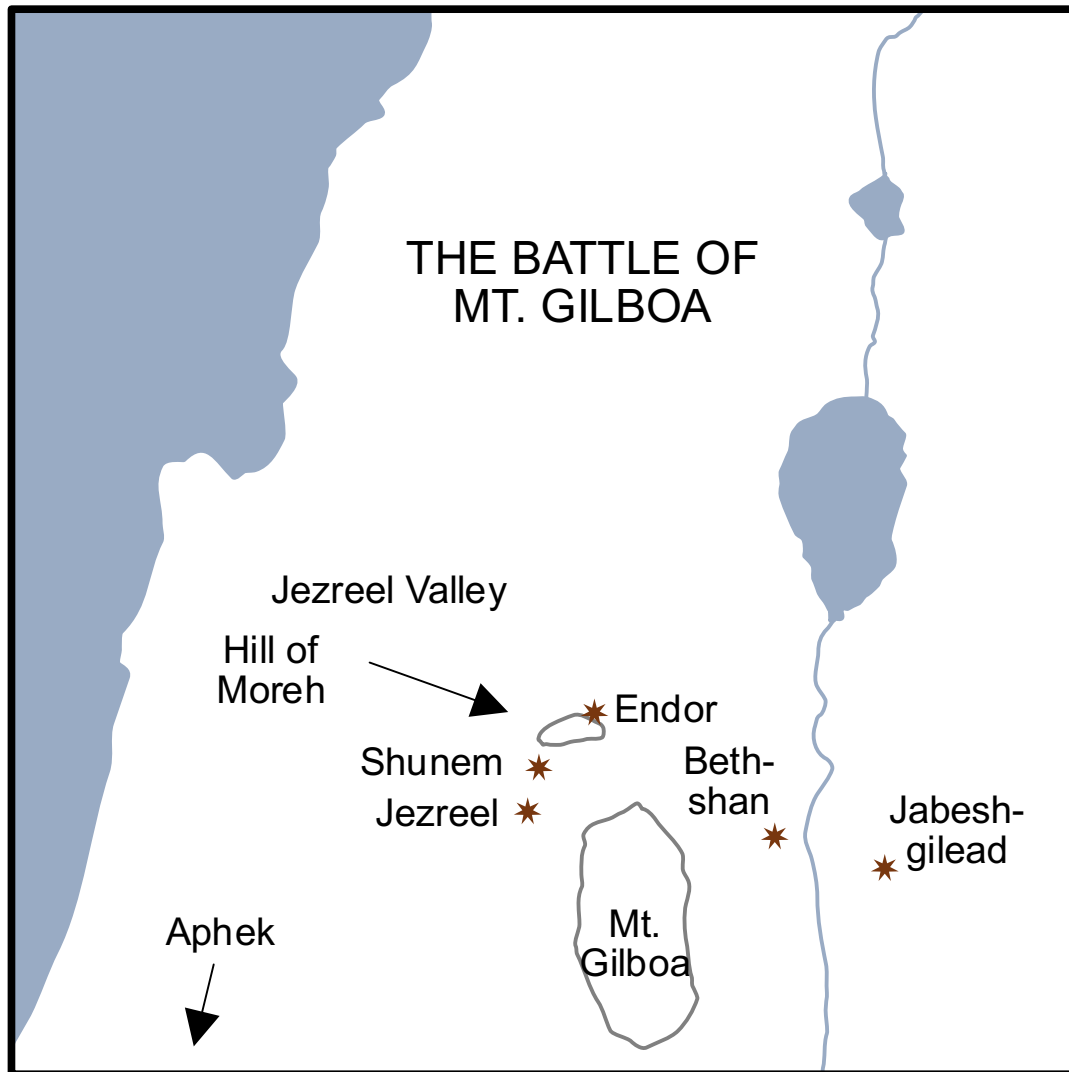 THE BATTLE OF
MT. GILBOA
Jezreel Valley
Hill of
Moreh
Endor
Shunem
Beth-
shan
Jezreel
Jabesh-
gilead
Aphek
Mt.
Gilboa